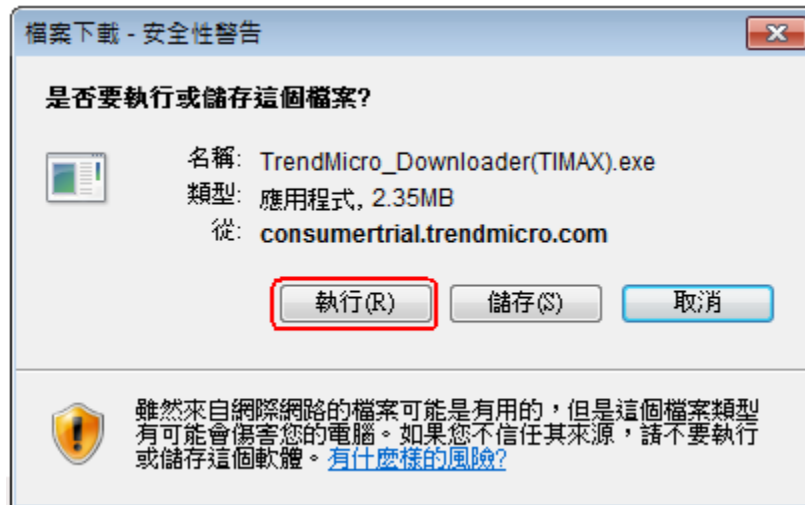 檔案下載 - 安全性警告
是否要執行或儲存這個檔案?
名稱: TrendMicro_Downloader(TIMAX).exe
類型: 應用程式, 2.35MB
從: consumertrial.trendmicro.com
執行(R) 儲存(S) 取消
雖然來自網際網路的檔案可能是有用的，但是這個檔案類型
有可能會傷害您的電腦。如果您不信任其來源，請不要執行
或儲存這個軟體。有什麼樣的風險?